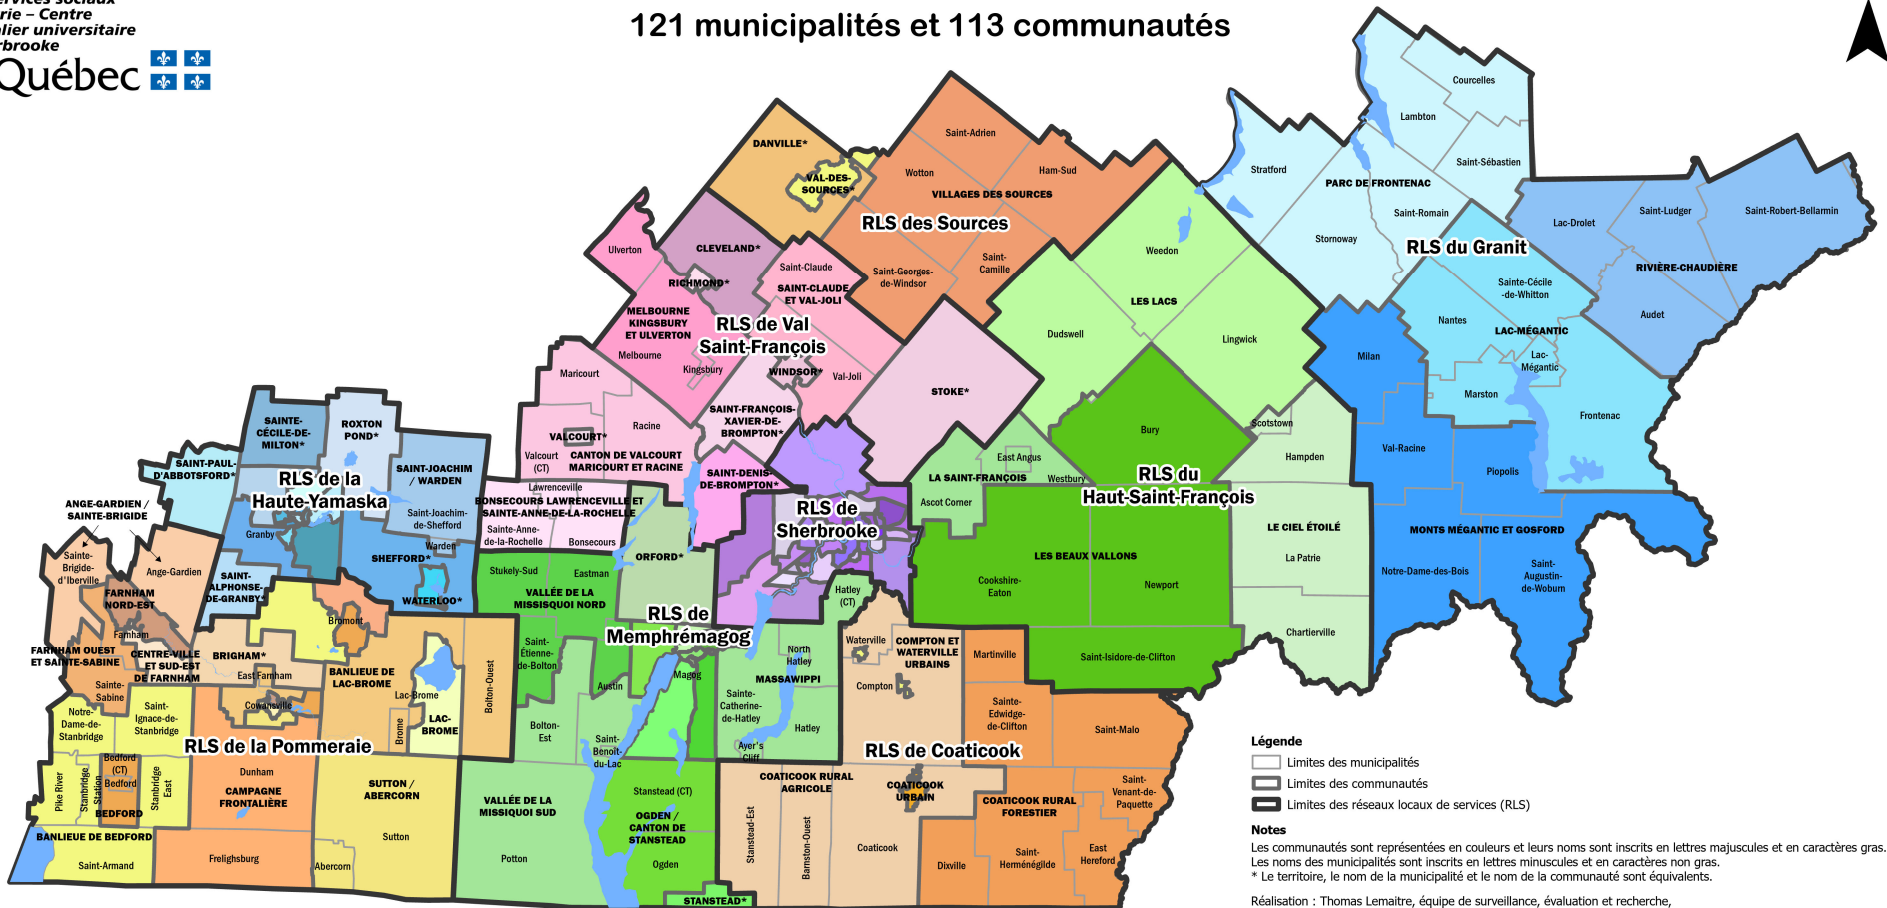 ervices sociaux
rie – Centre
lier universitaire
rbrooke
Québec
121 municipalités et 113 communautés
Courcelles
Lambton
Saint-Sébastien
Stratford
PARC DE FRONTENAC
Saint-Romain
Stornoway
RLS du Granit
Lac-Drolet
Saint-Ludger
Saint-Robert-Bellarmin
RIVIÈRE-CHAUDIÈRE
Audet
Sainte-Cécile
-de-Whitton
Nantes
LAC-MÉGANTIC
Lac-
Mégantic
Marston
Frontenac
Milan
Val-Racine
Piopolis
MONTS MÉGANTIC ET GOSFORD
Notre-Dame-des-Bois
Saint-
Augustin-
de-Woburn
DANVILLE*
VAL-DES-
SOURCES*
Saint-Adrien
Wotton
Ham-Sud
VILLAGES DES SOURCES
RLS des Sources
Saint-Georges-
de-Windsor
Saint-
Camille
Ulverton
CLEVELAND*
RICHMOND*
Saint-Claude
SAINT-CLAUDE
ET VAL-JOLI
MELBOURNE
KINGSBURY
ET ULVERTON
RLS de Val
Saint-François
Melbourne
Kingsbury
WINDSOR*
Val-Joli
STOKE*
Maricourt
Racine
SAINT-FRANÇOIS-
XAVIER-DE-
BROMPTON*
VALCOURT*
Valcourt
(CT)
CANTON DE VALCOURT
MARICOURT ET RACINE
SAINT-DENIS-
DE-BROMPTON*
Lawrenceville
BONSECOURS LAWRENCEVILLE ET
SAINTE-ANNE-DE-LA-ROCHELLE
Sainte-Anne-
de-la-Rochelle
Bonsecours
Weedon
LES LACS
Dudswell
Lingwick
Bury
Scotstown
Hampden
East Angus
LA SAINT-FRANÇOIS
Westbury
Ascot Corner
RLS du
Haut-Saint-François
LES BEAUX VALLONS
LE CIEL ÉTOILÉ
La Patrie
Cookshire-
Eaton
Newport
Chartierville
Saint-Isidore-de-Clifton
RLS de
Sherbrooke
SAINTE-
CÉCILE-DE-
MILTON*
ROXTON
POND*
SAINT-PAUL-
D'ABBOTSFORD*
SAINT-JOACHIM
/ WARDEN
RLS de la
Haute-Yamaska
Saint-Joachim-
de-Shefford
Granby
Warden
SHEFFORD*
SAINT-
ALPHONSE-
DE-GRANBY*
WATERLOO*
ANGE-GARDIEN /
SAINTE-BRIGIDE
Sainte-
Brigide-
d'Iberville
Ange-Gardien
FARNHAM
NORD-EST
Farnham
FARNHAM OUEST
ET SAINTE-SABINE
CENTRE-VILLE
ET SUD-EST
DE FARNHAM
Sainte-
Sabine
BRIGHAM*
Bromont
East Farnham
Cowansville
BANLIEUE DE
LAC-BROME
Lac-Brome
LAC-
BROME
Brome
Bolton-Ouest
Notre-
Dame-de-
Stanbridge
Saint-
Ignace-de-
Stanbridge
RLS de la Pommeraie
Pike River
Stanbridge
Station
Bedford
(CT)
Bedford
BEDFORD
Stanbridge
East
BANLIEUE DE BEDFORD
Saint-Armand
Dunham
CAMPAGNE
FRONTALIÈRE
Frelighsburg
SUTTON /
ABERCORN
Sutton
Abercorn
Stukely-Sud
Eastman
VALLÉE DE LA
MISSISQUOI NORD
ORFORD*
RLS de
Memphrémagog
Saint-
Étienne-
de-Bolton
Austin
Magog
Bolton-
Est
Saint-
Benoît-
du-Lac
VALLÉE DE LA
MISSIQUOI SUD
Potton
Stanstead (CT)
OGDEN /
CANTON DE
STANSTEAD
Ogden
STANSTEAD*
Hatley
(CT)
North
Hatley
MASSAWIPPI
Sainte-
Catherine-
de-Hatley
Hatley
Ayer's
Cliff
Waterville
COMPTON ET
WATERVILLE
URBAINS
Compton
Martinville
Sainte-
Edwidge-
de-Clifton
Saint-Malo
RLS de Coaticook
COATICOOK RURAL
AGRICOLE
COATICOOK
URBAIN
COATICOOK RURAL
FORESTIER
Saint-
Venant-de-
Paquette
Stanstead-Est
Barnston-Ouest
Coaticook
Dixville
Saint-
Herménégilde
East
Hereford
Légende
Limites des municipalités
Limites des communautés
Limites des réseaux locaux de services (RLS)
Notes
Les communautés sont représentées en couleurs et leurs noms sont inscrits en lettres majuscules et en caractères gras.
Les noms des municipalités sont inscrits en lettres minuscules et en caractères non gras.
* Le territoire, le nom de la municipalité et le nom de la communauté sont équivalents.
Réalisation : Thomas Lemaitre, équipe de surveillance, évaluation et recherche,